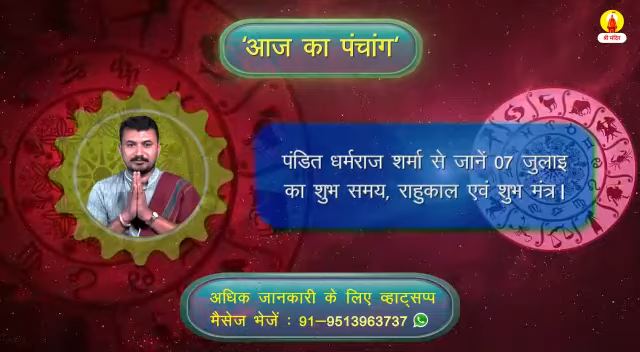 'आज का पंचांग'
श्री मंदिर
पंडित धर्मराज शर्मा से जानें 07 जुलाइ
का शुभ समय, राहुकाल एवं शुभ मंत्र।
अधिक जानकारी के लिए व्हाट्सप्प
मैसेज भेजें : 91–9513963737